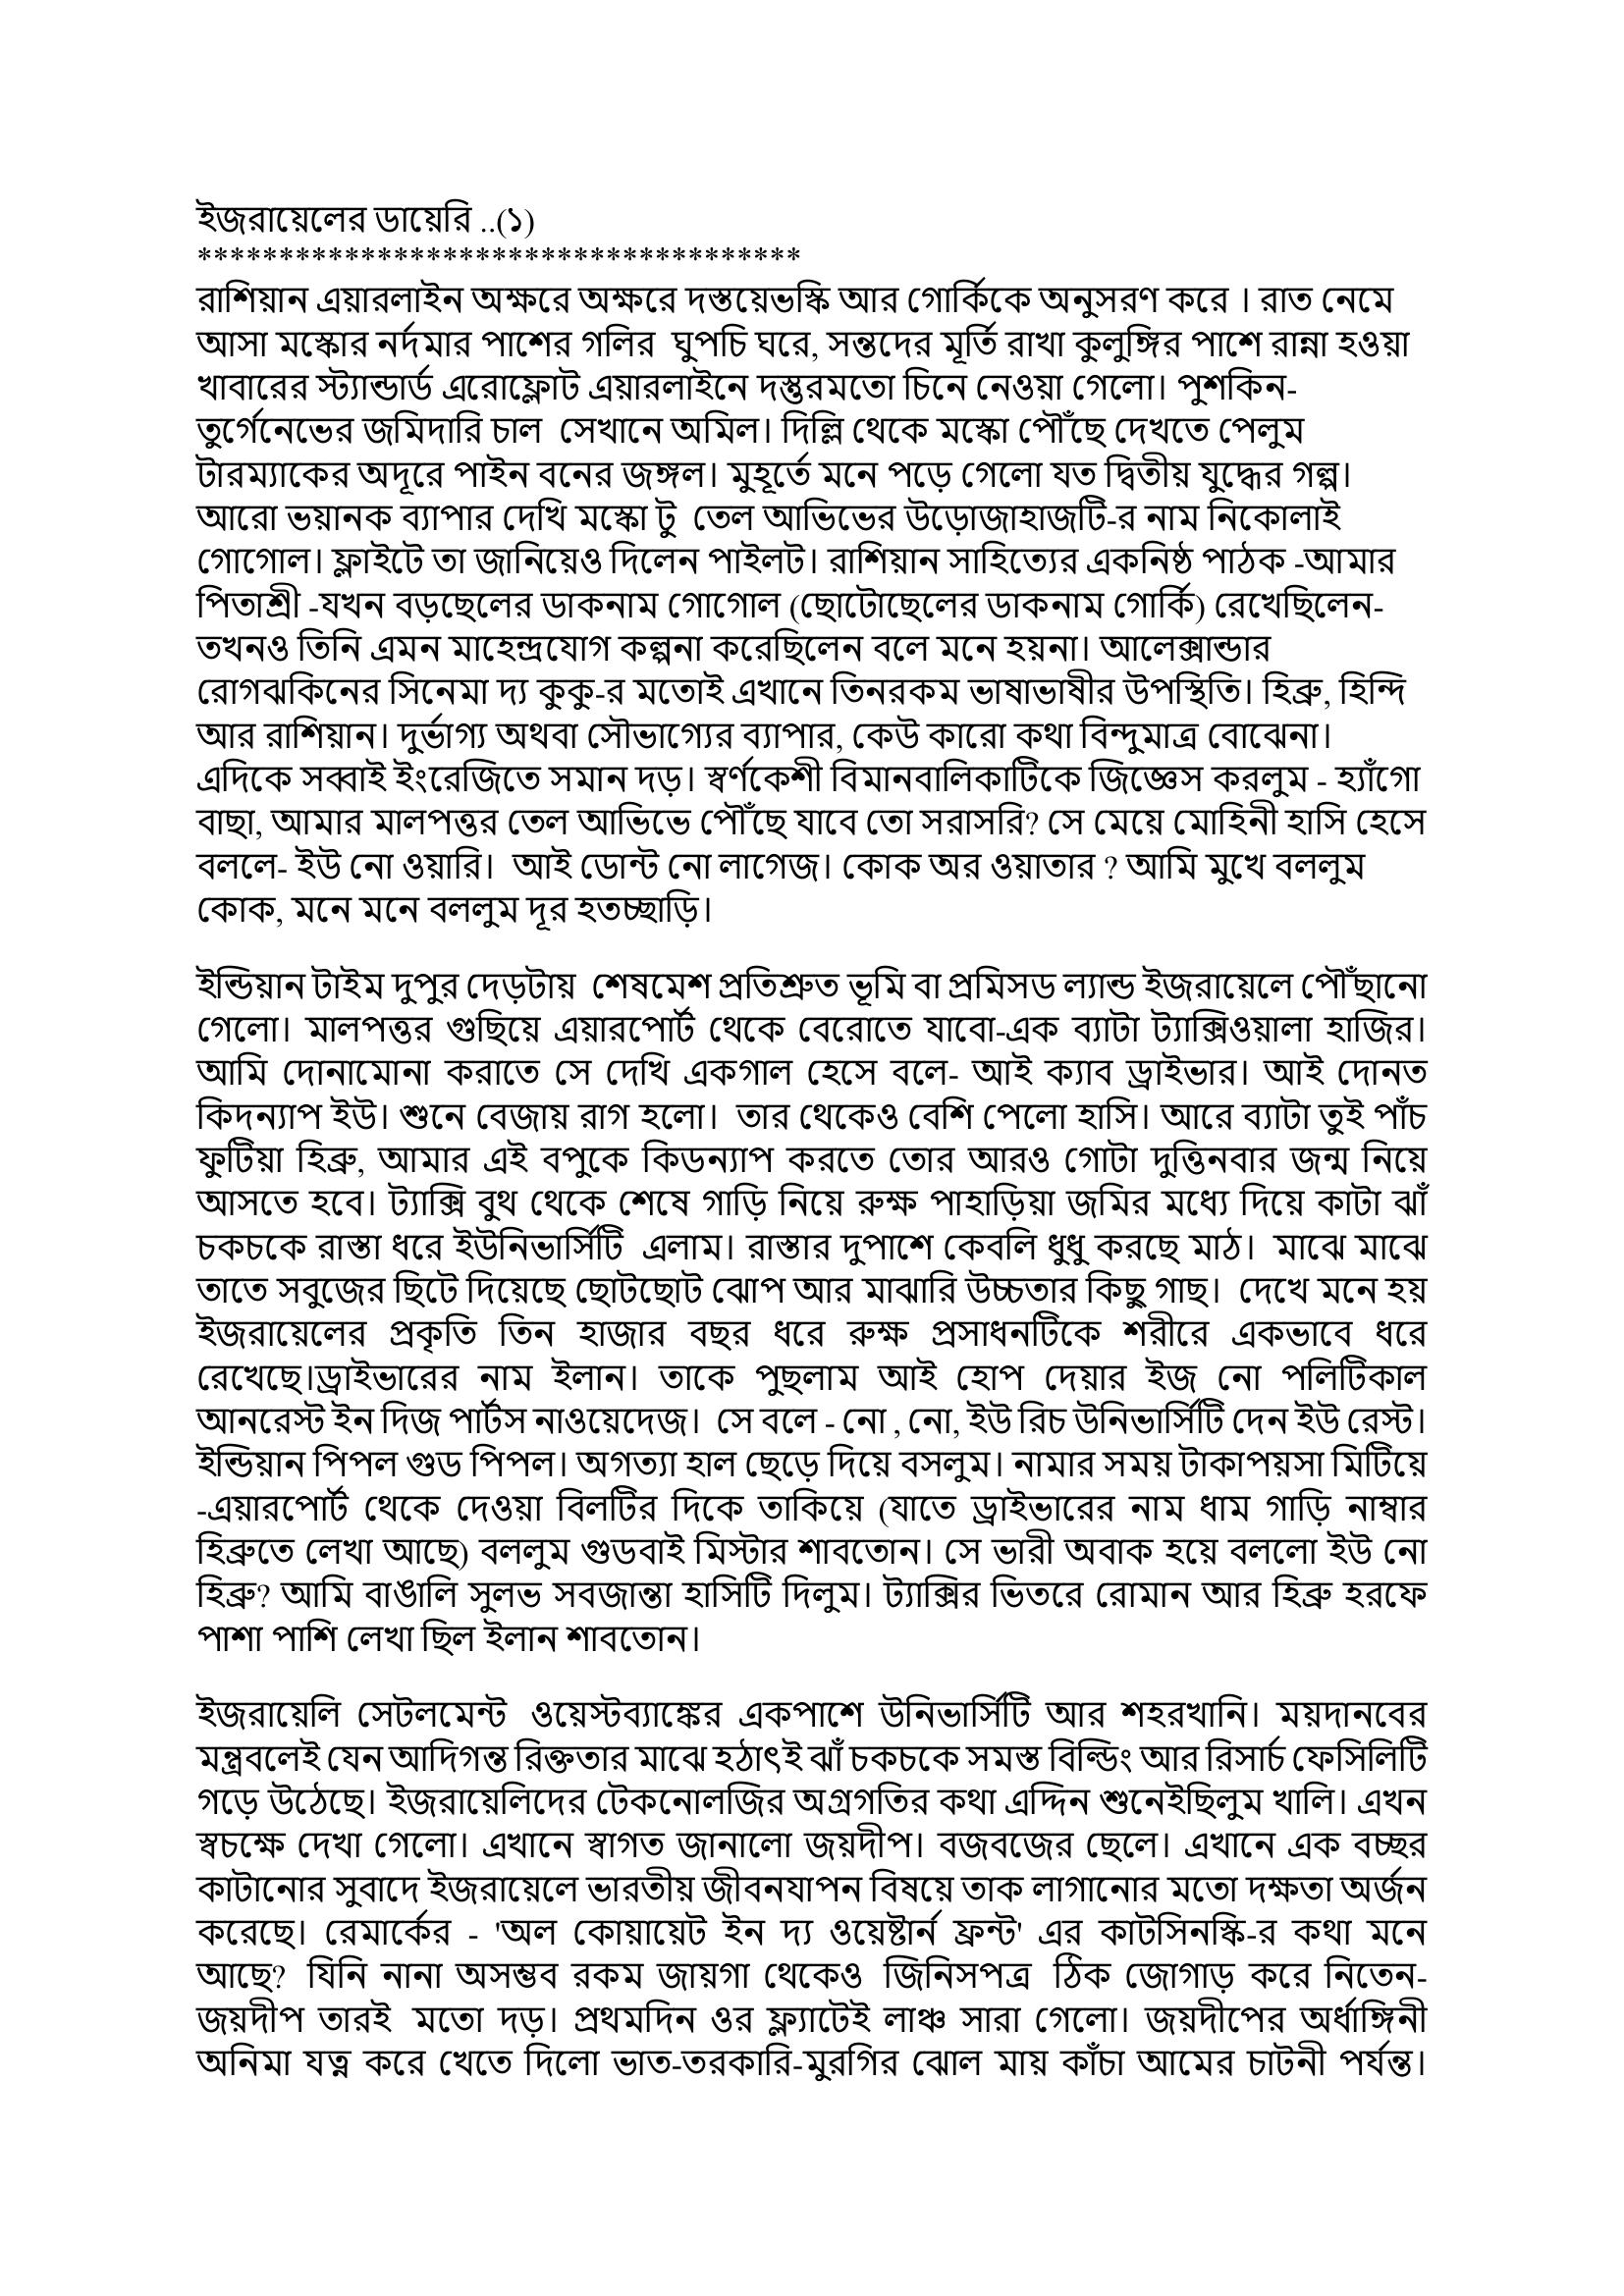 ইজরায়েলের ডায়েরি ..(১)
*************************************
রাশিয়ান এয়ারলাইন অক্ষরে অক্ষরে দস্তয়েভস্কি আর গোর্কিকে অনুসরণ করে । রাত নেমে
আসা মস্কোর নর্দমার পাশের গলির ঘুপচি ঘরে, সন্তদের মূর্তি রাখা কুলুঙ্গির পাশে রান্না হওয়া
খাবারের স্ট্যান্ডার্ড এরোফ্লোট এয়ারলাইনে দস্তুরমতো চিনে নেওয়া গেলো। পুশকিন-
তুর্গেনেভের জমিদারি চাল সেখানে অমিল। দিল্লি থেকে মস্কো পৌঁছে দেখতে পেলুম
টারম্যাকের অদূরে পাইন বনের জঙ্গল। মুহূর্তে মনে পড়ে গেলো যত দ্বিতীয় যুদ্ধের গল্প।
আরো ভয়ানক ব্যাপার দেখি মস্কো টু তেল আভিভের উড়োজাহাজটি-র নাম নিকোলাই
গোগোল। ফ্লাইটে তা জানিয়েও দিলেন পাইলট। রাশিয়ান সাহিত্যের একনিষ্ঠ পাঠক -আমার
পিতাশ্রী -যখন বড়ছেলের ডাকনাম গোগোল (ছোটোছেলের ডাকনাম গোর্কি) রেখেছিলেন-
তখনও তিনি এমন মাহেন্দ্রযোগ কল্পনা করেছিলেন বলে মনে হয়না। আলেক্সান্ডার
রোগঝকিনের সিনেমা দ্য কুকু-র মতোই এখানে তিনরকম ভাষাভাষীর উপস্থিতি। হিব্রু, হিন্দি
আর রাশিয়ান। দুর্ভাগ্য অথবা সৌভাগ্যের ব্যাপার, কেউ কারো কথা বিন্দুমাত্র বোঝেনা।
এদিকে সব্বাই ইংরেজিতে সমান দড়। স্বর্ণকেশী বিমানবালিকাটিকে জিজ্ঞেস করলুম - হ্যাঁগো
বাছা, আমার মালপত্তর তেল আভিভে পৌঁছে যাবে তো সরাসরি? সে মেয়ে মোহিনী হাসি হেসে
বললে- ইউ নো ওয়ারি। আই ডোন্ট নো লাগেজ। কোক অর ওয়াতার ? আমি মুখে বললুম
কোক, মনে মনে বললুম দূর হতচ্ছাড়ি।
ইন্ডিয়ান টাইম দুপুর দেড়টায় শেষমেশ প্রতিশ্রুত ভূমি বা প্রমিসড ল্যান্ড ইজরায়েলে পৌঁছানো
গেলো। মালপত্তর গুছিয়ে এয়ারপোর্ট থেকে বেরোতে যাবো-এক ব্যাটা ট্যাক্সিওয়ালা হাজির।
আমি দোনামোনা করাতে সে দেখি একগাল হেসে বলে- আই ক্যাব ড্রাইভার। আই দোনত
কিদন্যাপ ইউ। শুনে বেজায় রাগ হলো। তার থেকেও বেশি পেলো হাসি। আরে ব্যাটা তুই পাঁচ
ফুটিয়া হিব্রু, আমার এই বপুকে কিডন্যাপ করতে তোর আরও গোটা দুত্তিনবার জন্ম নিয়ে
আসতে হবে। ট্যাক্সি বুথ থেকে শেষে গাড়ি নিয়ে রুক্ষ পাহাড়িয়া জমির মধ্যে দিয়ে কাটা ঝাঁ
চকচকে রাস্তা ধরে ইউনিভার্সিটি এলাম। রাস্তার দুপাশে কেবলি ধুধু করছে মাঠ। মাঝে মাঝে
তাতে সবুজের ছিটে দিয়েছে ছোটছোট ঝোপ আর মাঝারি উচ্চতার কিছু গাছ। দেখে মনে হয়
ইজরায়েলের প্রকৃতি তিন হাজার বছর ধরে রুক্ষ প্রসাধনটিকে শরীরে একভাবে ধরে
রেখেছে।ড্রাইভারের নাম ইলান। তাকে পুছলাম আই হোপ দেয়ার ইজ নো পলিটিকাল
আনরেস্ট ইন দিজ পার্টস নাওয়েদেজ। সে বলে - নো , নো, ইউ রিচ উনিভার্সিটি দেন ইউ রেস্ট।
ইন্ডিয়ান পিপল গুড পিপল। অগত্যা হাল ছেড়ে দিয়ে বসলুম। নামার সময় টাকাপয়সা মিটিয়ে
-এয়ারপোর্ট থেকে দেওয়া বিলটির দিকে তাকিয়ে (যাতে ড্রাইভারের নাম ধাম গাড়ি নাম্বার
হিব্রুতে লেখা আছে) বললুম গুডবাই মিস্টার শাবতোন। সে ভারী অবাক হয়ে বললো ইউ নো
হিব্রু? আমি বাঙালি সুলভ সবজান্তা হাসিটি দিলুম। ট্যাক্সির ভিতরে রোমান আর হিব্রু হরফে
পাশা পাশি লেখা ছিল ইলান শাবতোন।
ইজরায়েলি সেটলমেন্ট ওয়েস্টব্যাঙ্কের একপাশে উনিভার্সিটি আর শহরখানি। ময়দানবের
মন্ত্রবলেই যেন আদিগন্ত রিক্ততার মাঝে হঠাৎই ঝাঁ চকচকে সমস্ত বিল্ডিং আর রিসার্চ ফেসিলিটি
গড়ে উঠেছে। ইজরায়েলিদের টেকনোলজির অগ্রগতির কথা এদ্দিন শুনেইছিলুম খালি। এখন
স্বচক্ষে দেখা গেলো। এখানে স্বাগত জানালো জয়দীপ। বজবজের ছেলে। এখানে এক বচ্ছর
কাটানোর সুবাদে ইজরায়েলে ভারতীয় জীবনযাপন বিষয়ে তাক লাগানোর মতো দক্ষতা অর্জন
করেছে। রেমার্কের - 'অল কোয়ায়েট ইন দ্য ওয়েষ্টার্ন ফ্রন্ট' এর কাটসিনস্কি-র কথা মনে
আছে? যিনি নানা অসম্ভব রকম জায়গা থেকেও জিনিসপত্র ঠিক জোগাড় করে নিতেন-
জয়দীপ তারই মতো দড়। প্রথমদিন ওর ফ্ল্যাটেই লাঞ্চ সারা গেলো। জয়দীপের অর্ধাঙ্গিনী
অনিমা যত্ন করে খেতে দিলো ভাত-তরকারি-মুরগির ঝোল মায় কাঁচা আমের চাটনী পর্যন্ত।